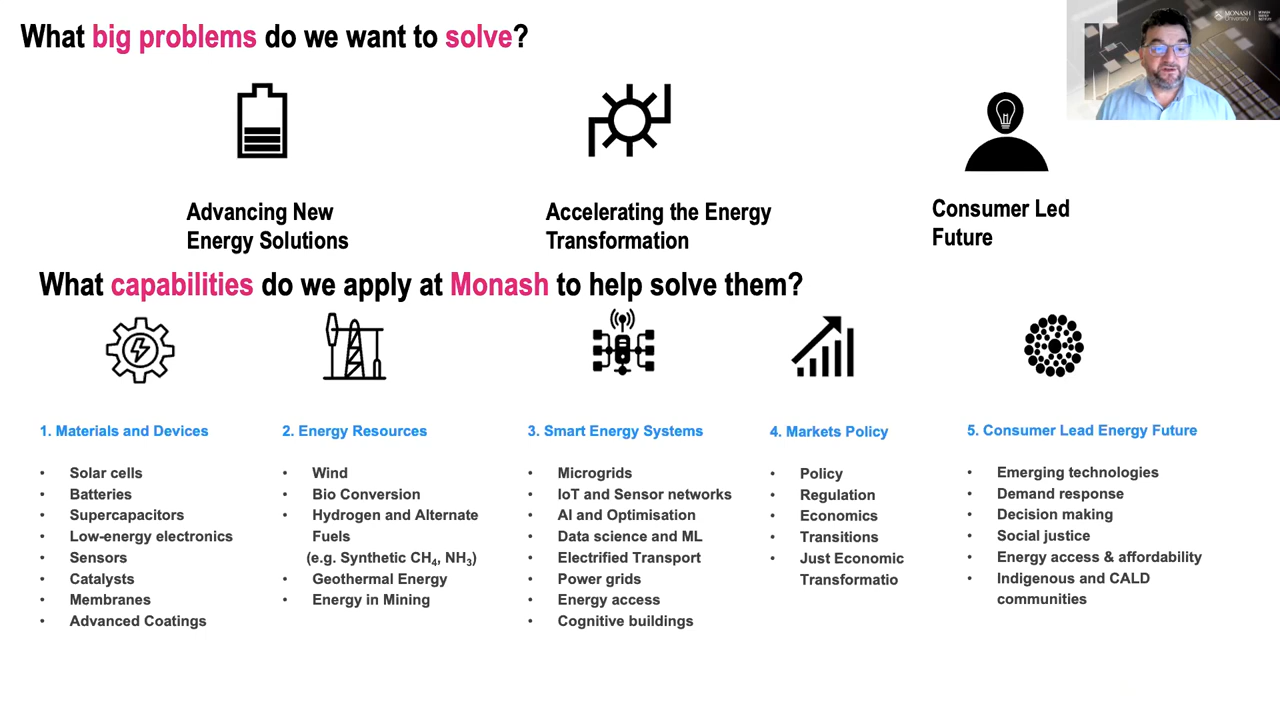 What big problems do we want to solve?
MONASH
University
Advancing New
Energy Solutions
Accelerating the Energy
Transformation
Consumer Led
Future
What capabilities do we apply at Monash to help solve them?
1. Materials and Devices
• Solar cells
• Batteries
• Supercapacitors
• Low-energy electronics
• Sensors
• Catalysts
• Membranes
• Advanced Coatings
2. Energy Resources
• Wind
• Bio Conversion
• Hydrogen and Alternate
Fuels
(e.g. Synthetic CH₄, NH₃)
• Geothermal Energy
• Energy in Mining
3. Smart Energy Systems
• Microgrids
• IoT and Sensor networks
• AI and Optimisation
• Data science and ML
• Electrified Transport
• Power grids
• Energy access
• Cognitive buildings
4. Markets Policy
• Policy
• Regulation
• Economics
• Transitions
• Just Economic
Transformatio
5. Consumer Lead Energy Future
• Emerging technologies
• Demand response
• Decision making
• Social justice
• Energy access & affordability
• Indigenous and CALD
communities